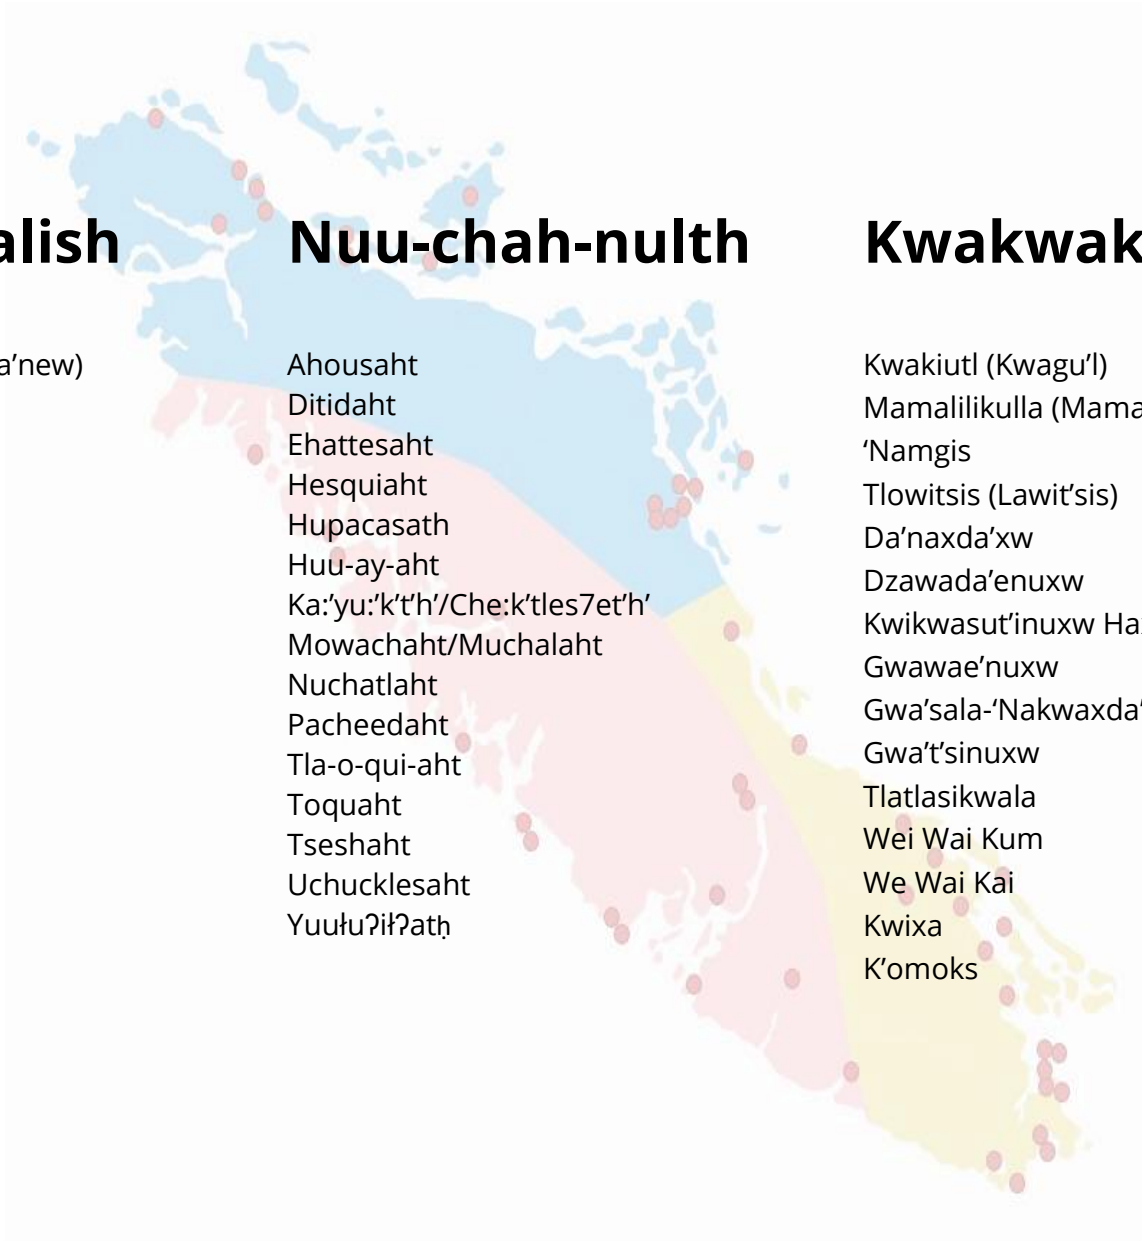 alish
a’new)
Nuu-chah-nulth
Ahousaht
Ditidaht
Ehattesaht
Hesquiaht
Hupacasath
Huu-ay-aht
Ka:’yu:’k’t’h’/Che:k’tles7et’h’
Mowachaht/Muchalaht
Nuchatlaht
Pacheedaht
Tla-o-qui-aht
Toquaht
Tseshaht
Uchucklesaht
Yuułuʔiłʔatḥ
Kwakwak
Kwakiutl (Kwagu’l)
Mamalilikulla (Mama
‘Namgis
Tlowitsis (Lawit’sis)
Da’naxda’xw
Dzawada’enuxw
Kwikwasut’inuxw Ha
Gwawae’nuxw
Gwa’sala-‘Nakwaxda’
Gwa’t’sinuxw
Tlatlasikwala
Wei Wai Kum
We Wai Kai
Kwixa
K’omoks